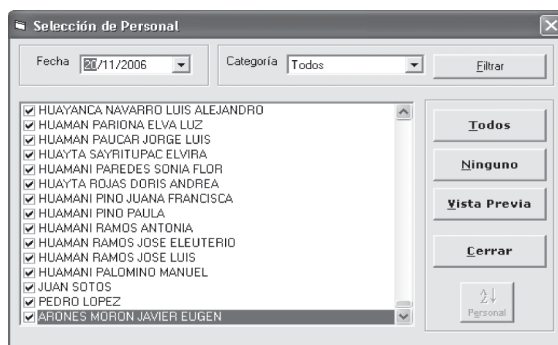 Selección de Personal
Fecha 20/11/2006 Categoría Todos Filtrar
HUAYANCA NAVARRO LUIS ALEJANDRO
HUAMAN PARIONA ELVA LUZ
HUAMAN PAUCAR JORGE LUIS
HUAYTA SAYRITUPAC ELVIRA
HUAMANI PAREDES SONIA FLOR
HUAYTA ROJAS DORIS ANDREA
HUAMANI PINO JUANA FRANCISCA
HUAMANI PINO PAULA
HUAMANI RAMOS ANTONIA
HUAMAN RAMOS JOSE ELEUTERIO
HUAMAN RAMOS JOSE LUIS
HUAMANI PALOMINO MANUEL
JUAN SOTOS
PEDRO LOPEZ
ARONES MORON JAVIER EUGEN
Todos
Ninguno
Vista Previa
Cerrar
Personal